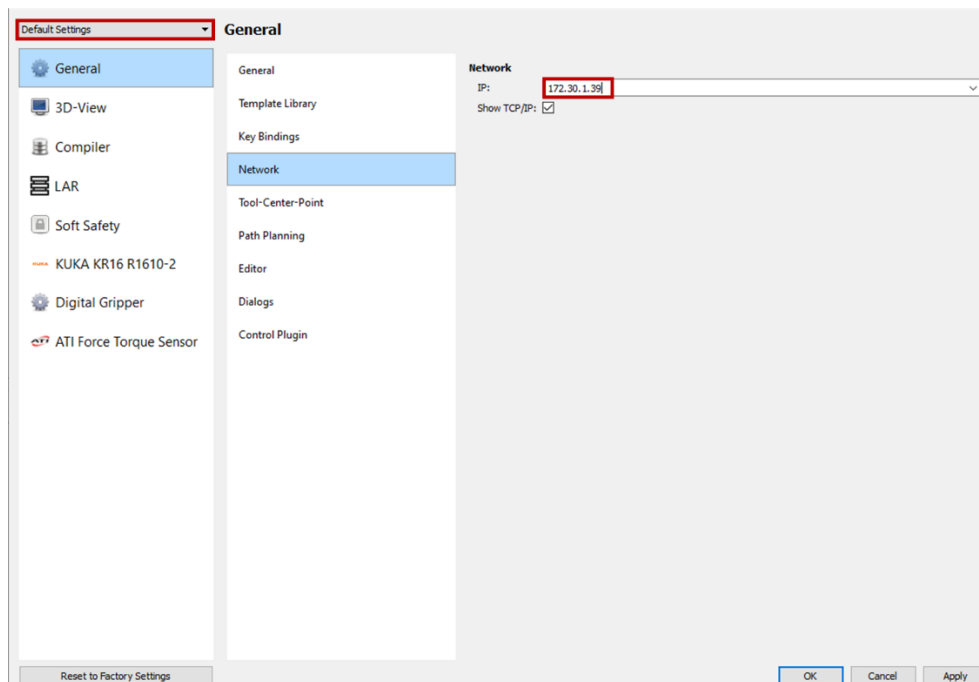 Default Settings
General
General
3D-View
Compiler
LAR
Soft Safety
KUKA KUKA KR16 R1610-2
Digital Gripper
ATI ATI Force Torque Sensor
Reset to Factory Settings
General
Template Library
Key Bindings
Network
Tool-Center-Point
Path Planning
Editor
Dialogs
Control Plugin
Network
IP: 172.30.1.39
Show TCP/IP:
OK Cancel Apply